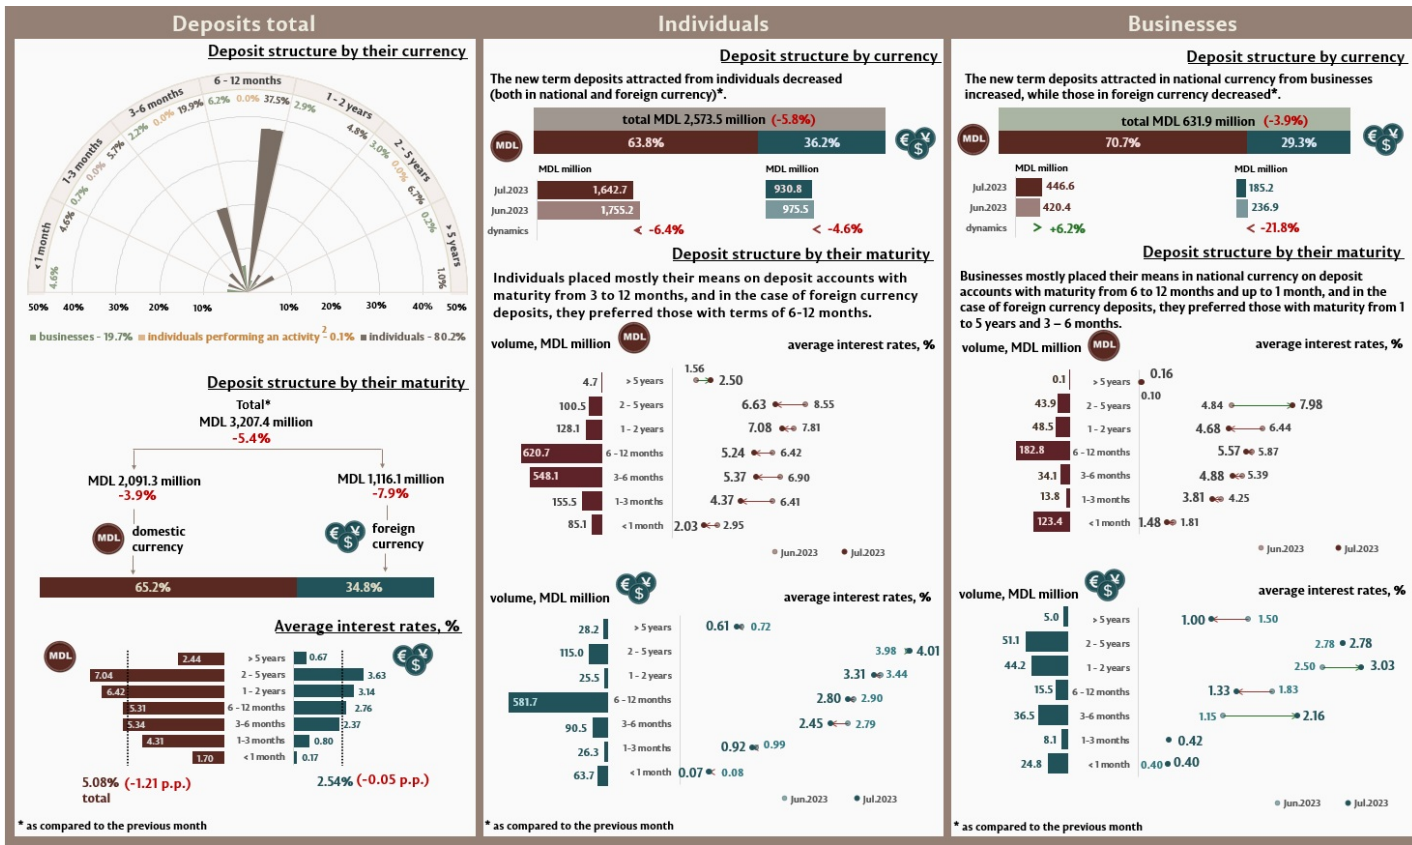 Deposits total
Deposit structure by their currency
< 1 month
1-3 months
3-6 months
6 - 12 months
1 - 2 years
2 - 5 years
> 5 years
4.6%
4.6%
0.7%
0.0%
5.7%
2.2%
0.0%
19.9%
6.2%
0.0%
37.5%
2.9%
4.8%
3.0%
0.0%
6.7%
0.2%
1.0%
50% 40% 30% 20% 10% 10% 20% 30% 40% 50%
businesses - 19.7% individuals performing an activity 2 - 0.1% individuals - 80.2%
Deposit structure by their maturity
Total*
MDL 3,207.4 million
-5.4%
MDL 2,091.3 million
-3.9%
MDL 1,116.1 million
-7.9%
MDL
domestic
currency
€ ¥ $
foreign
currency
65.2% 34.8%
Average interest rates, %
MDL
€ ¥ $
2.44 > 5 years 0.67
7.04 2 - 5 years 3.63
6.42 1 - 2 years 3.14
5.31 6 - 12 months 2.76
5.34 3-6 months 2.37
4.31 1-3 months 0.80
1.70 < 1 month 0.17
5.08% (-1.21 p.p.) 2.54% (-0.05 p.p.)
total
* as compared to the previous month
Individuals
Deposit structure by currency
The new term deposits attracted from individuals decreased
(both in national and foreign currency)*.
total MDL 2,573.5 million (-5.8%)
MDL 63.8% 36.2% € ¥ $
MDL million MDL million
Jul.2023 1,642.7 930.8
Jun.2023 1,755.2 975.5
dynamics < -6.4% < -4.6%
Deposit structure by their maturity
Individuals placed mostly their means on deposit accounts with
maturity from 3 to 12 months, and in the case of foreign currency
deposits, they preferred those with terms of 6-12 months.
volume, MDL million MDL average interest rates, %
4.7 > 5 years 1.56 2.50
100.5 2 - 5 years 6.63 8.55
128.1 1 - 2 years 7.08 7.81
620.7 6 - 12 months 5.24 6.42
548.1 3-6 months 5.37 6.90
155.5 1-3 months 4.37 6.41
85.1 < 1 month 2.03 2.95
Jun.2023 Jul.2023
volume, MDL million € ¥ $ average interest rates, %
28.2 > 5 years 0.61 0.72
115.0 2 - 5 years 3.98 4.01
25.5 1 - 2 years 3.31 3.44
581.7 6 - 12 months 2.80 2.90
90.5 3-6 months 2.45 2.79
26.3 1-3 months 0.92 0.99
63.7 < 1 month 0.07 0.08
Jun.2023 Jul.2023
* as compared to the previous month
Businesses
Deposit structure by currency
The new term deposits attracted in national currency from businesses
increased, while those in foreign currency decreased*.
total MDL 631.9 million (-3.9%)
MDL 70.7% 29.3% € ¥ $
MDL million MDL million
Jul.2023 446.6 185.2
Jun.2023 420.4 236.9
dynamics > +6.2% < -21.8%
Deposit structure by their maturity
Businesses mostly placed their means in national currency on deposit
accounts with maturity from 6 to 12 months and up to 1 month, and in the
case of foreign currency deposits, they preferred those with maturity from 1
to 5 years and 3 – 6 months.
volume, MDL million MDL average interest rates, %
0.1 > 5 years 0.16
0.10
43.9 2 - 5 years 4.84 7.98
48.5 1 - 2 years 4.68 6.44
182.8 6 - 12 months 5.57 5.87
34.1 3-6 months 4.88 5.39
13.8 1-3 months 3.81 4.25
123.4 < 1 month 1.48 1.81
Jun.2023 Jul.2023
volume, MDL million € ¥ $ average interest rates, %
5.0 > 5 years 1.00 1.50
51.1 2 - 5 years 2.78 2.78
44.2 1 - 2 years 2.50 3.03
15.5 6 - 12 months 1.33 1.83
36.5 3-6 months 1.15 2.16
8.1 1-3 months 0.42
24.8 < 1 month 0.40 0.40
Jun.2023 Jul.2023
* as compared to the previous month